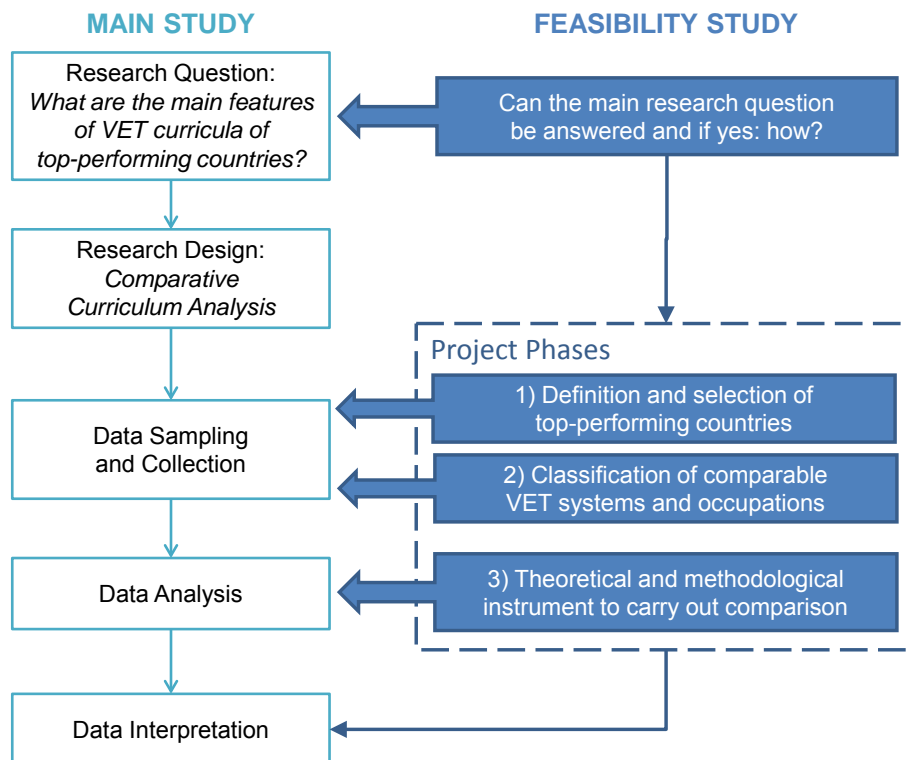 MAIN STUDY
Research Question:
What are the main features
of VET curricula of
top-performing countries?
Research Design:
Comparative
Curriculum Analysis
Data Sampling
and Collection
Data Analysis
Data Interpretation
FEASIBILITY STUDY
Can the main research question
be answered and if yes: how?
Project Phases
1) Definition and selection of
top-performing countries
2) Classification of comparable
VET systems and occupations
3) Theoretical and methodological
instrument to carry out comparison